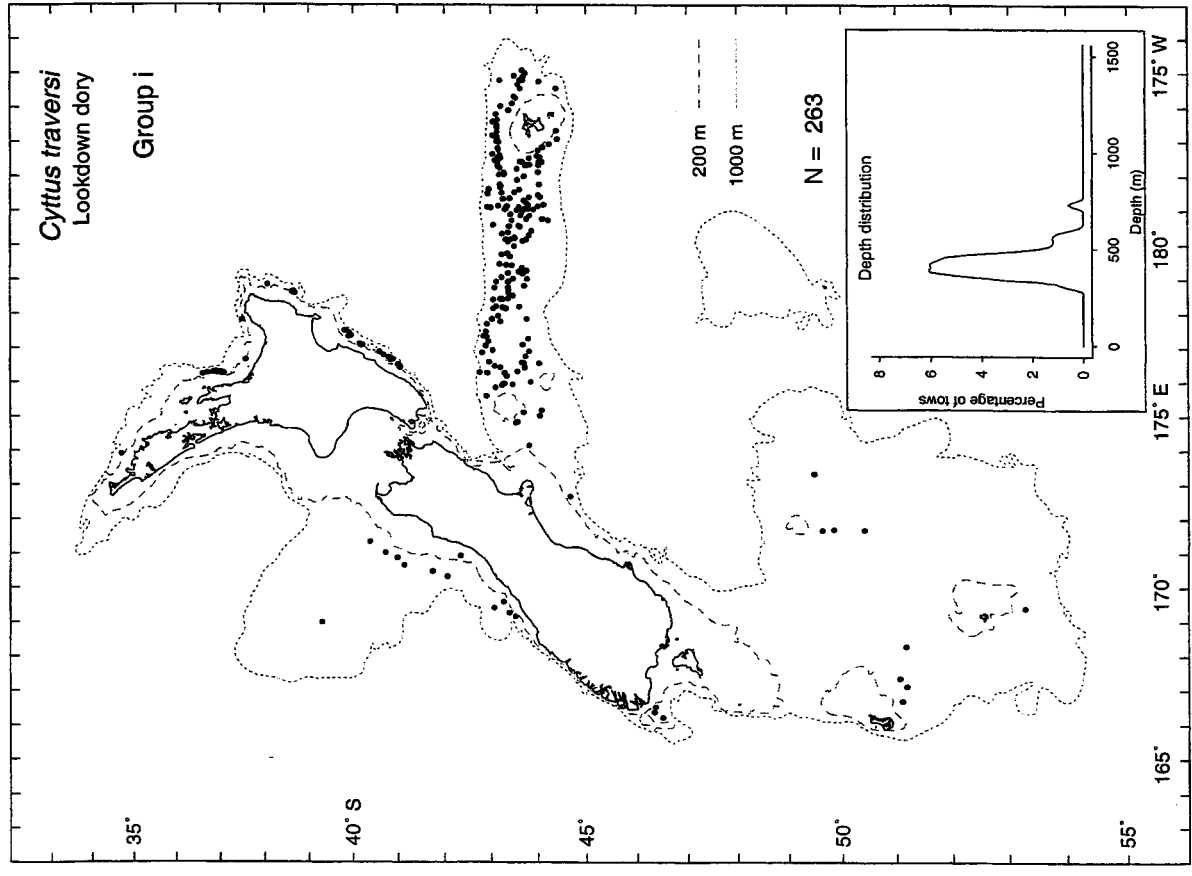 Cyttus traversi
Lookdown dory
Group i
35°
40° S
45°
50°
55°
165°
170°
175° E
180°
175° W
200 m
1000 m
N = 263
Depth distribution
Percentage of tows
8
6
4
2
0
0
500
1000
1500
Depth (m)